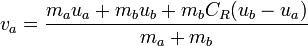 v_a = \frac{m_a u_a + m_b u_b + m_b C_R (u_b - u_a)}{m_a + m_b}